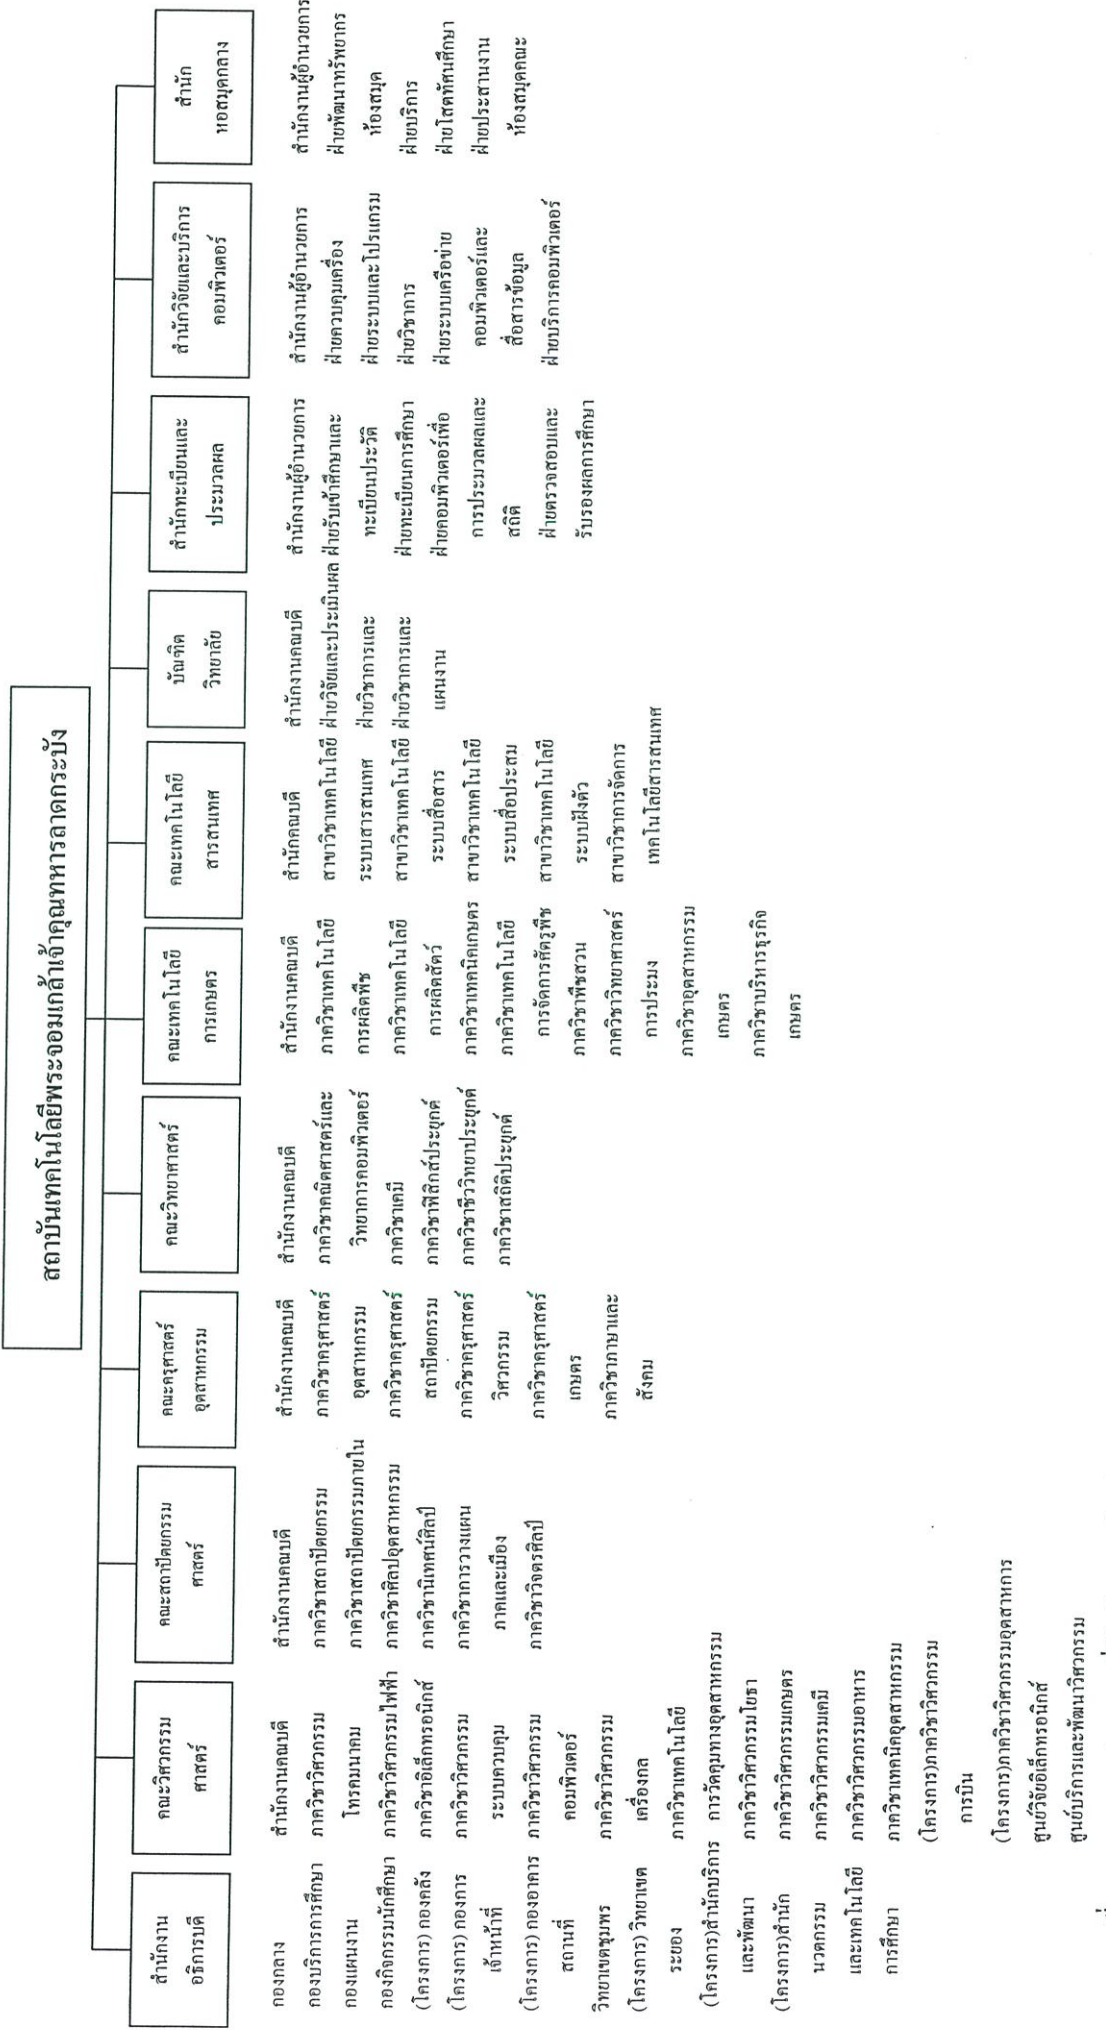 สถาบันเทคโนโลยีพระจอมเกล้าเจ้าคุณทหารลาดกระบัง
สำนักงาน
อธิการบดี
กองกลาง
กองบริการการศึกษา
กองแผนงาน
กองกิจกรรมนักศึกษา
(โครงการ) กองคลัง
(โครงการ) กองการ
เจ้าหน้าที่
(โครงการ) กองอาคาร
สถานที่
วิทยาเขตชุมพร
(โครงการ) วิทยาเขต
ระยอง
(โครงการ)สำนักบริการ
และพัฒนา
(โครงการ)สำนัก
นวตกรรม
และเทคโนโลยี
การศึกษา
คณะวิศวกรรม
ศาสตร์
สำนักงานคณบดี
ภาควิชาวิศวกรรม
โทรคมนาคม
ภาควิชาวิศวกรรมไฟฟ้า
ภาควิชาอิเล็กทรอนิกส์
ภาควิชาวิศวกรรม
ระบบควบคุม
ภาควิชาวิศวกรรม
คอมพิวเตอร์
ภาควิชาวิศวกรรม
เครื่องกล
ภาควิชาเทคโนโลยี
การวัดคุมทางอุตสาหกรรม
ภาควิชาวิศวกรรมโยธา
ภาควิชาวิศวกรรมเกษตร
ภาควิชาวิศวกรรมเคมี
ภาควิชาวิศวกรรมอาหาร
ภาควิชาเทคนิคอุตสาหกรรม
(โครงการ)ภาควิชาวิศวกรรม
การบิน
(โครงการ)ภาควิชาวิศวกรรมอุตสาหการ
ศูนย์วิจัยอิเล็กทรอนิกส์
ศูนย์บริการและพัฒนาวิศวกรรม
คณะสถาปัตยกรรม
ศาสตร์
สำนักงานคณบดี
ภาควิชาสถาปัตยกรรม
ภาควิชาสถาปัตยกรรมภายใน
ภาควิชาศิลปอุตสาหกรรม
ภาควิชานิเทศน์ศิลป์
ภาควิชาการวางแผน
ภาคและเมือง
ภาควิชาวิจตรศิลป์
คณะครุศาสตร์
อุตสาหกรรม
สำนักงานคณบดี
ภาควิชาครุศาสตร์
อุตสาหกรรม
ภาควิชาครุศาสตร์
สถาปัตยกรรม
ภาควิชาครุศาสตร์
วิศวกรรม
ภาควิชาครุศาสตร์
เกษตร
ภาควิชาภาษาและ
สังคม
คณะวิทยาศาสตร์
สำนักงานคณบดี
ภาควิชาคณิตศาสตร์และ
วิทยาการคอมพิวเตอร์
ภาควิชาเคมี
ภาควิชาฟิสิกส์ประยุกต์
ภาควิชาชีววิทยาประยุกต์
ภาควิชาสถิติประยุกต์
คณะเทคโนโลยี
การเกษตร
สำนักงานคณบดี
ภาควิชาเทคโนโลยี
การผลิตพืช
ภาควิชาเทคโนโลยี
การผลิตสัตว์
ภาควิชาเทคนิคเกษตร
ภาควิชาเทคโนโลยี
การจัดการศัตรูพืช
ภาควิชาพืชสวน
ภาควิชาวิทยาศาสตร์
การประมง
ภาควิชาอุตสาหกรรม
เกษตร
ภาควิชาบริหารธุรกิจ
เกษตร
คณะเทคโนโลยี
สารสนเทศ
สำนักคณบดี
สาขาวิชาเทคโนโลยี
ระบบสารสนเทศ
สาขาวิชาเทคโนโลยี
ระบบสื่อสาร
สาขาวิชาเทคโนโลยี
ระบบสื่อประสม
สาขาวิชาเทคโนโลยี
ระบบฝังตัว
สาขาวิชาการจัดการ
เทคโนโลยีสารสนเทศ
บัณฑิต
วิทยาลัย
สำนักงานคณบดี
ฝ่ายวิจัยและประเมินผล
ฝ่ายวิชาการและ
ฝ่ายวิชาการและ
แผนงาน
สำนักทะเบียนและ
ประมวลผล
สำนักงานผู้อำนวยการ
ฝ่ายรับเข้าศึกษาและ
ทะเบียนประวัติ
ฝ่ายทะเบียนการศึกษา
ฝ่ายคอมพิวเตอร์เพื่อ
การประมวลผลและ
สถิติ
ฝ่ายตรวจสอบและ
รับรองผลการศึกษา
สำนักวิจัยและบริการ
คอมพิวเตอร์
สำนักงานผู้อำนวยการ
ฝ่ายควบคุมเครื่อง
ฝ่ายระบบและโปรแกรม
ฝ่ายวิชาการ
ฝ่ายระบบเครือข่าย
คอมพิวเตอร์และ
สื่อสารข้อมูล
ฝ่ายบริการคอมพิวเตอร์
สำนัก
หอสมุดกลาง
สำนักงานผู้อำนวยการ
ฝ่ายพัฒนาทรัพยากร
ห้องสมุด
ฝ่ายบริการ
ฝ่ายโสตทัศนศึกษา
ฝ่ายประสานงาน
ห้องสมุดคณะ